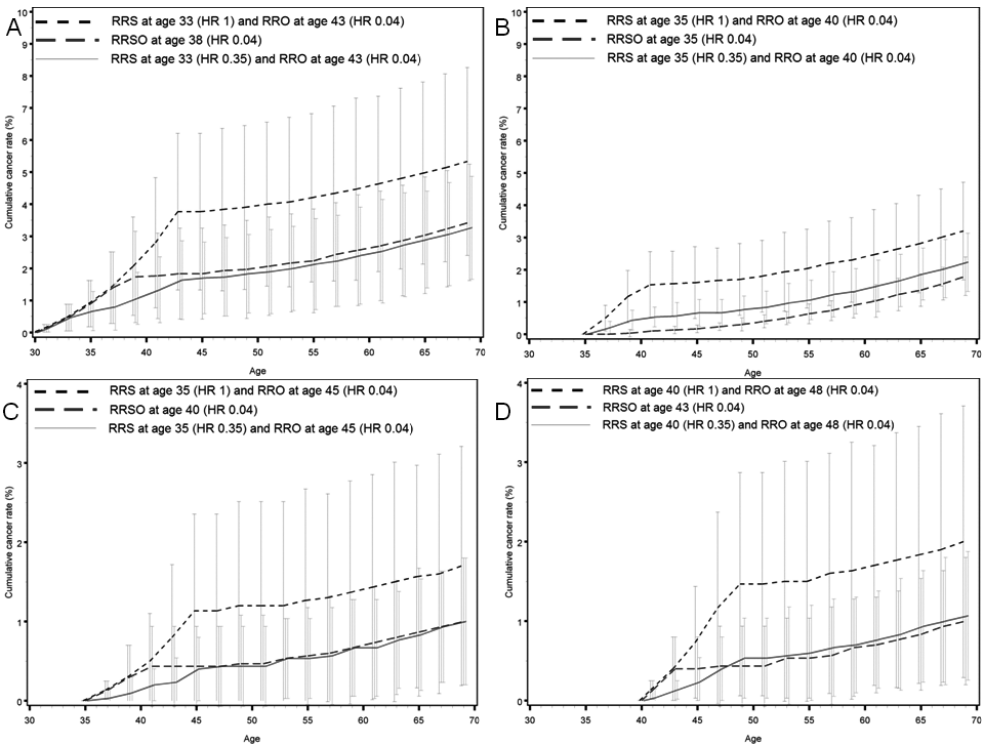 A
RRS at age 33 (HR 1) and RRO at age 43 (HR 0.04)
RRSO at age 38 (HR 0.04)
RRS at age 33 (HR 0.35) and RRO at age 43 (HR 0.04)
Cumulative cancer rate (%)
10
9
8
7
6
5
4
3
2
1
0
30 35 40 45 50 55 60 65 70
Age
B
RRS at age 35 (HR 1) and RRO at age 40 (HR 0.04)
RRSO at age 35 (HR 0.04)
RRS at age 35 (HR 0.35) and RRO at age 40 (HR 0.04)
Cumulative cancer rate (%)
10
9
8
7
6
5
4
3
2
1
0
30 35 40 45 50 55 60 65 70
Age
C
RRS at age 35 (HR 1) and RRO at age 45 (HR 0.04)
RRSO at age 40 (HR 0.04)
RRS at age 35 (HR 0.35) and RRO at age 45 (HR 0.04)
Cumulative cancer rate (%)
4
3
2
1
0
30 35 40 45 50 55 60 65 70
Age
D
RRS at age 40 (HR 1) and RRO at age 48 (HR 0.04)
RRSO at age 43 (HR 0.04)
RRS at age 40 (HR 0.35) and RRO at age 48 (HR 0.04)
Cumulative cancer rate (%)
4
3
2
1
0
30 35 40 45 50 55 60 65 70
Age